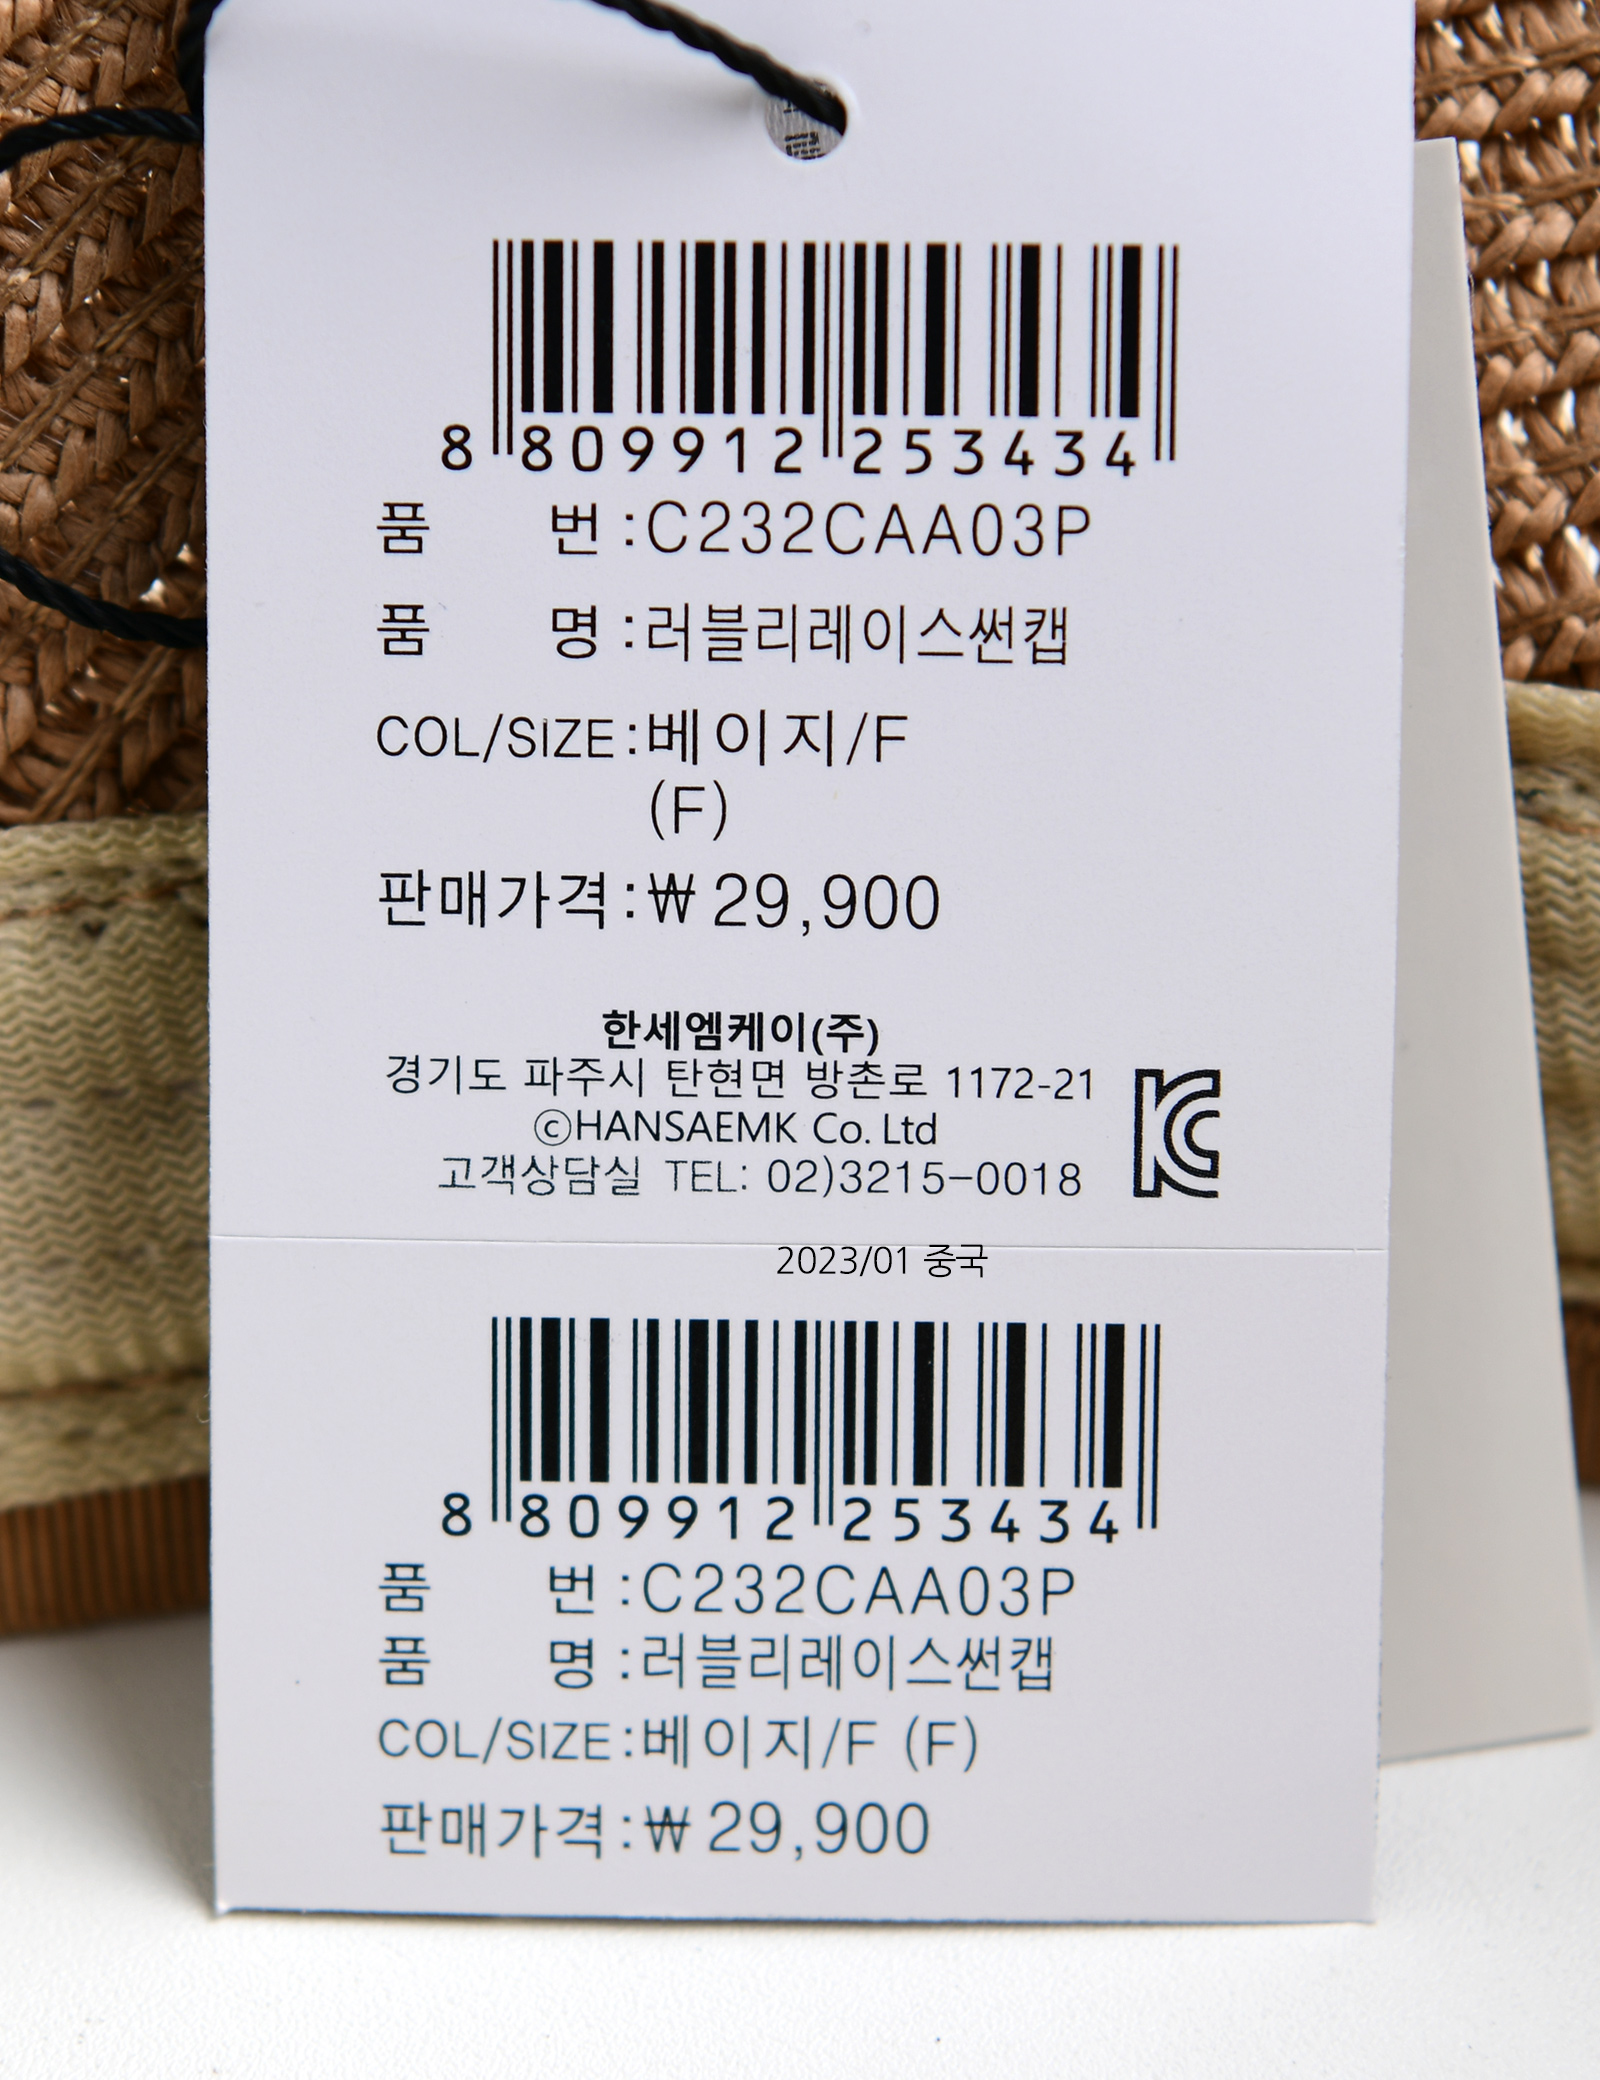 8 809912 253434
품 번 :C232CAA03P
품 명 :러블리레이스썬캡
COL/SIZE:베이지/F
(F)
판매가격:₩ 29,900
한세엠케이(주)
경기도 파주시 탄현면 방촌로 1172-21
ⓒHANSAEMK Co. Ltd
고객상담실 TEL: 02)3215-0018
KC
2023/01 중국
8 809912 253434
품 번 :C232CAA03P
품 명 :러블리레이스썬캡
COL/SIZE:베이지/F (F)
판매가격:₩ 29,900